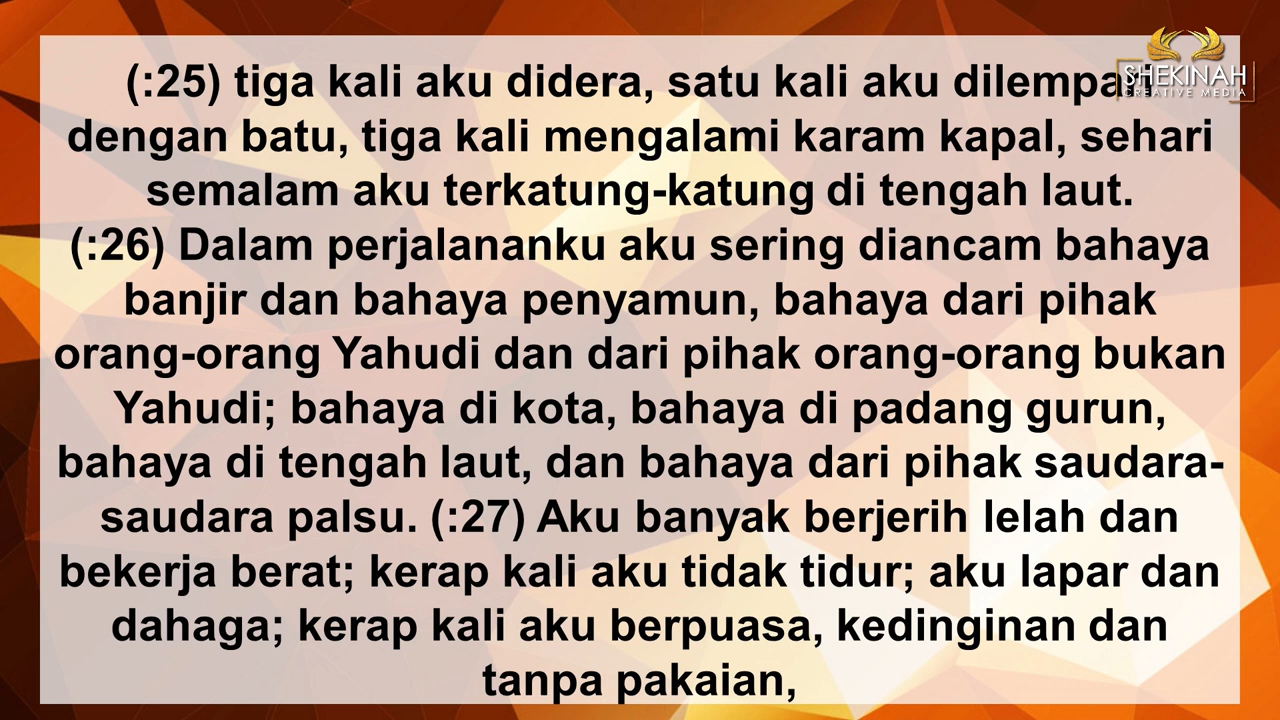 (:25) tiga kali aku didera, satu kali aku dilempari
SHEKINAH
CREATIVE MEDIA
dengan batu, tiga kali mengalami karam kapal, sehari
semalam aku terkatung-katung di tengah laut.
(:26) Dalam perjalananku aku sering diancam bahaya
banjir dan bahaya penyamun, bahaya dari pihak
orang-orang Yahudi dan dari pihak orang-orang bukan
Yahudi; bahaya di kota, bahaya di padang gurun,
bahaya di tengah laut, dan bahaya dari pihak saudara-
saudara palsu. (:27) Aku banyak berjerih lelah dan
bekerja berat; kerap kali aku tidak tidur; aku lapar dan
dahaga; kerap kali aku berpuasa, kedinginan dan
tanpa pakaian,